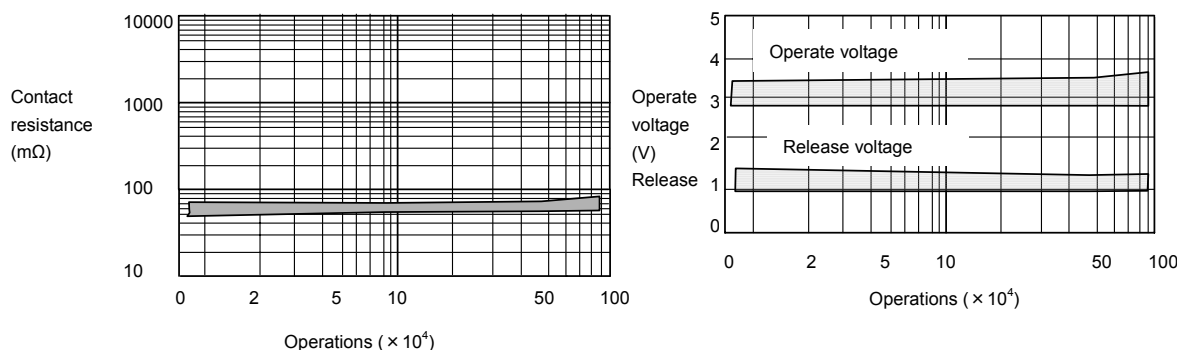 10000
1000
100
10
Contact
resistance
(mΩ)
0 2 5 10 50 100
Operations ( × 10⁴)
5
4
3
2
1
0
Operate
voltage
(V)
Release
Operate voltage
Release voltage
0 2 10 50 100
Operations ( × 10⁴)